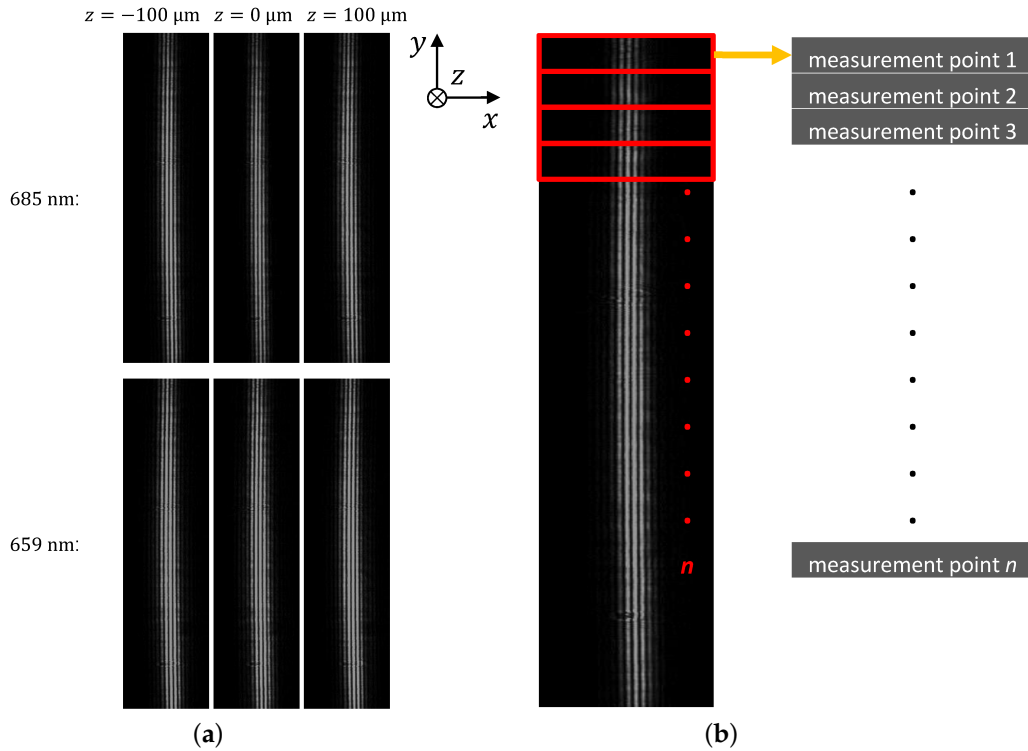 z = −100 μm z = 0 μm z = 100 μm
y
z
x
685 nm:
659 nm:
(a)
measurement point 1
measurement point 2
measurement point 3
n
measurement point n
(b)